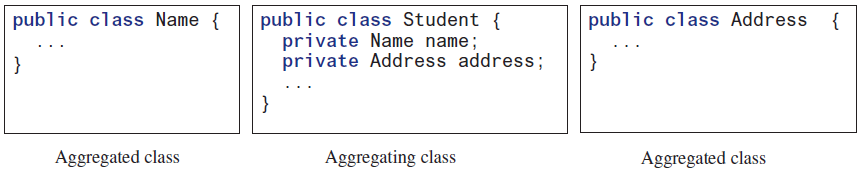 public class Name {
...
}
Aggregated class
public class Student {
private Name name;
private Address address;
...
}
Aggregating class
public class Address {
...
}
Aggregated class